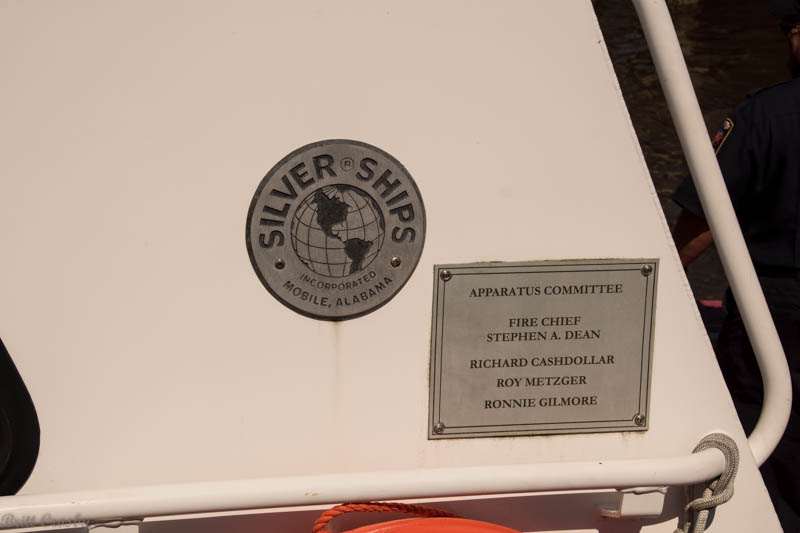 SILVER ® SHIPS
INCORPORATED
MOBILE, ALABAMA
APPARATUS COMMITTEE
FIRE CHIEF
STEPHEN A. DEAN
RICHARD CASHDOLLAR
ROY METZGER
RONNIE GILMORE